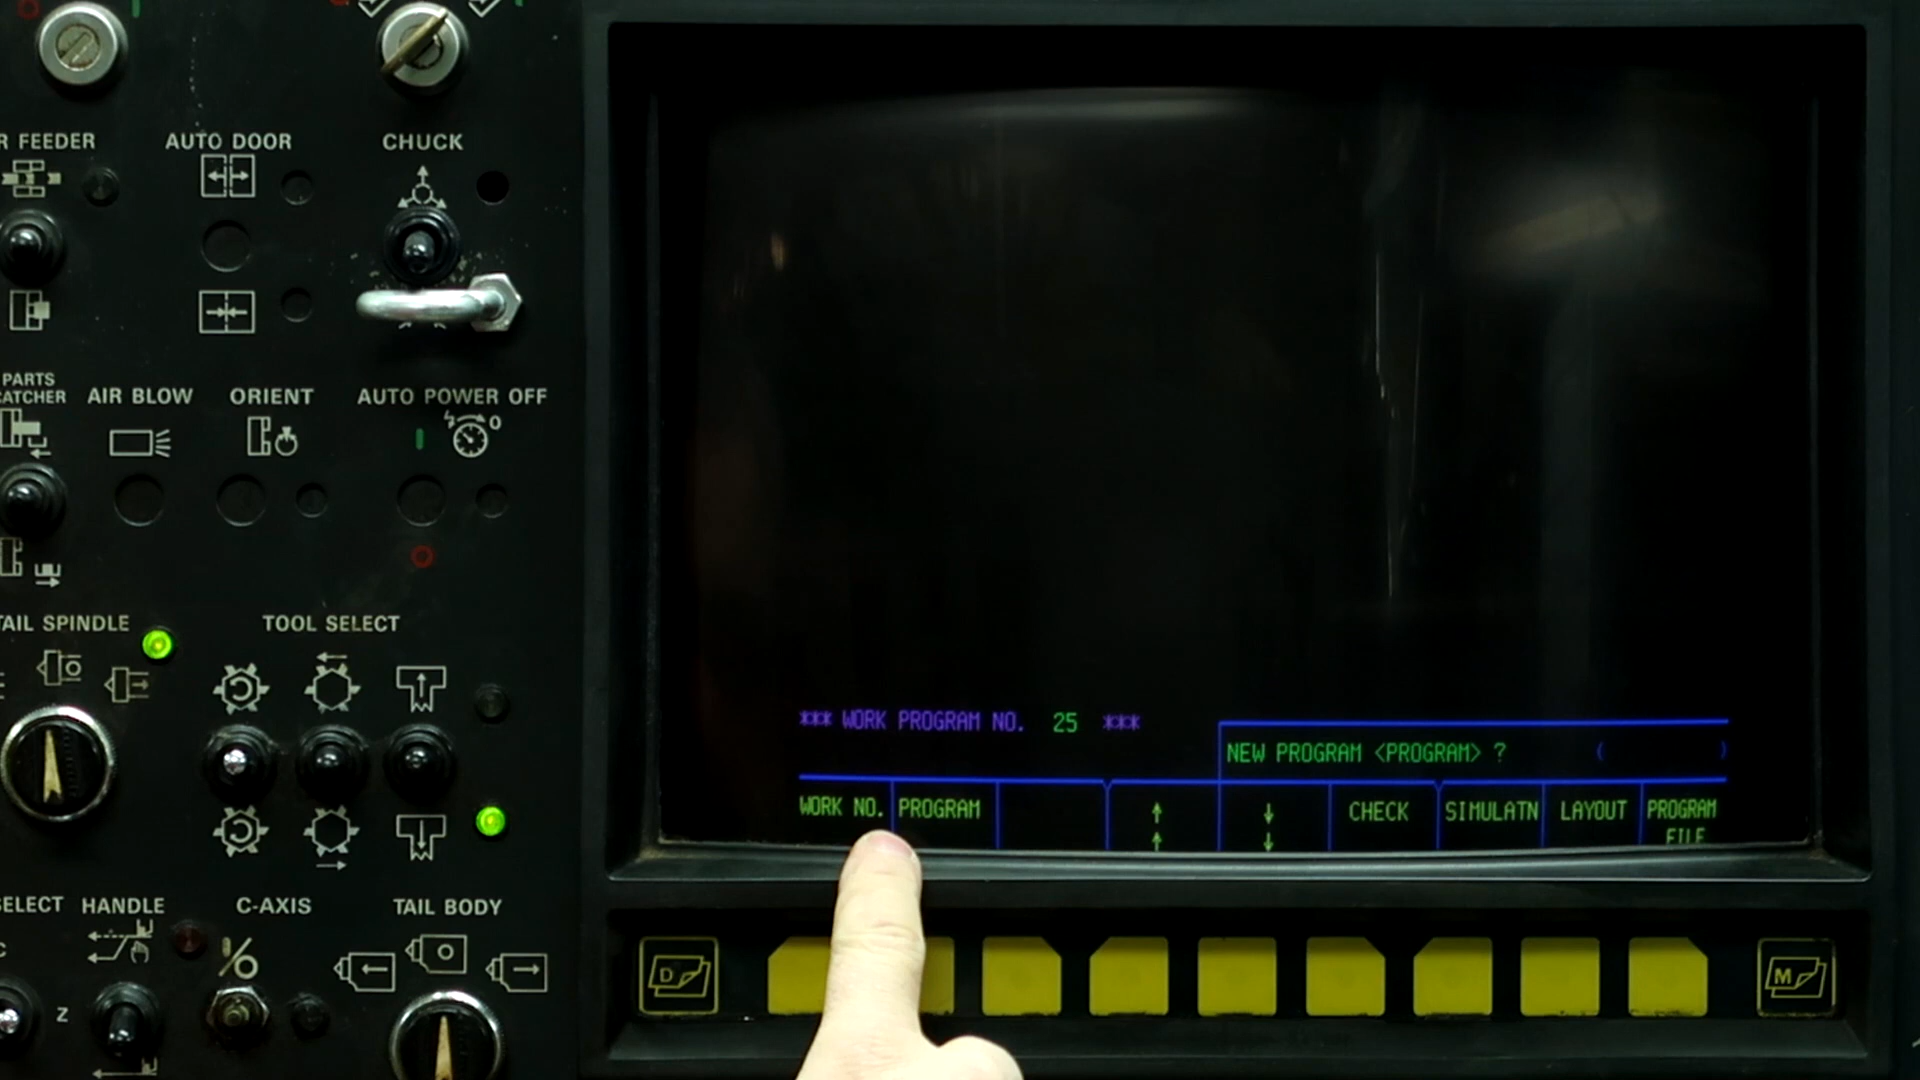 R FEEDER
AUTO DOOR
CHUCK
PARTS
CATCHER
AIR BLOW
ORIENT
AUTO POWER OFF
0
TAIL SPINDLE
TOOL SELECT
SELECT
HANDLE
C-AXIS
TAIL BODY
C
Z
*** WORK PROGRAM NO. 25 ***
NEW PROGRAM <PROGRAM> ? ( )
WORK NO.
PROGRAM
↑
↑
↓
↓
CHECK
SIMULATN
LAYOUT
PROGRAM
FILE
D
M